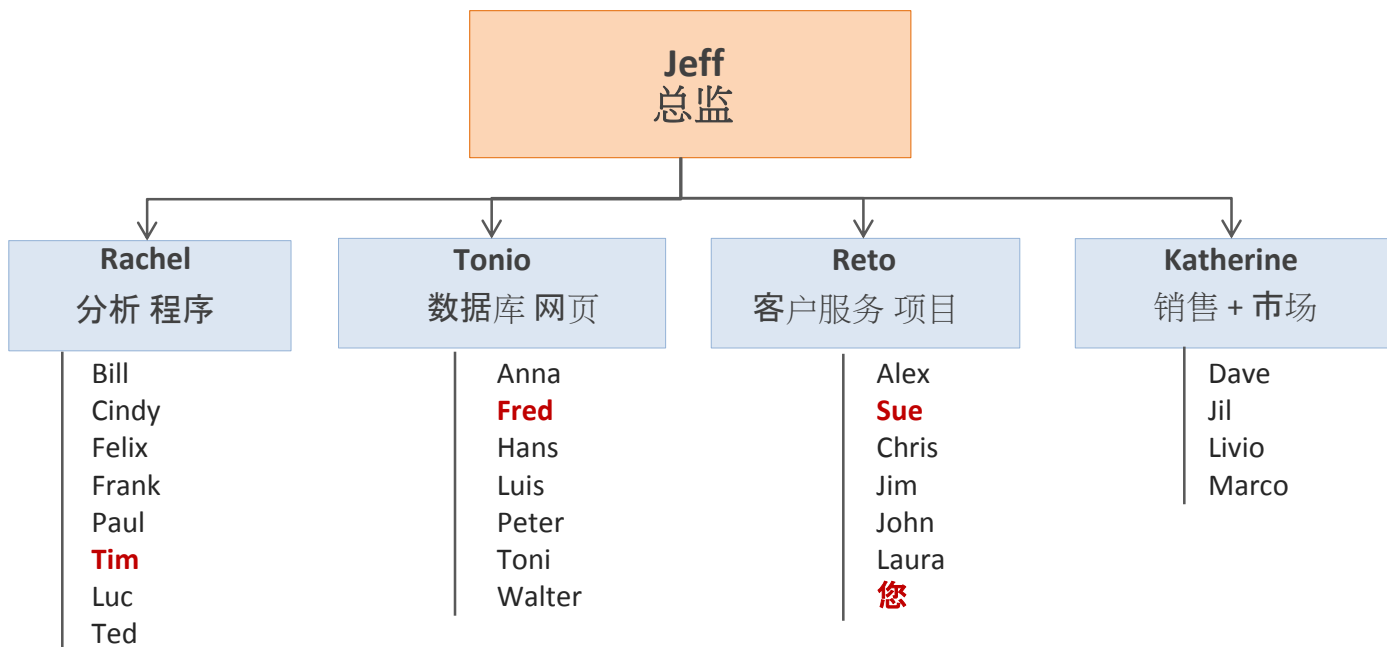 Jeff
总监
Rachel
分析 程序
Tonio
数据库 网页
Reto
客户服务 项目
Katherine
销售 + 市场
Bill
Cindy
Felix
Frank
Paul
Tim
Luc
Ted
Anna
Fred
Hans
Luis
Peter
Toni
Walter
Alex
Sue
Chris
Jim
John
Laura
您
Dave
Jil
Livio
Marco